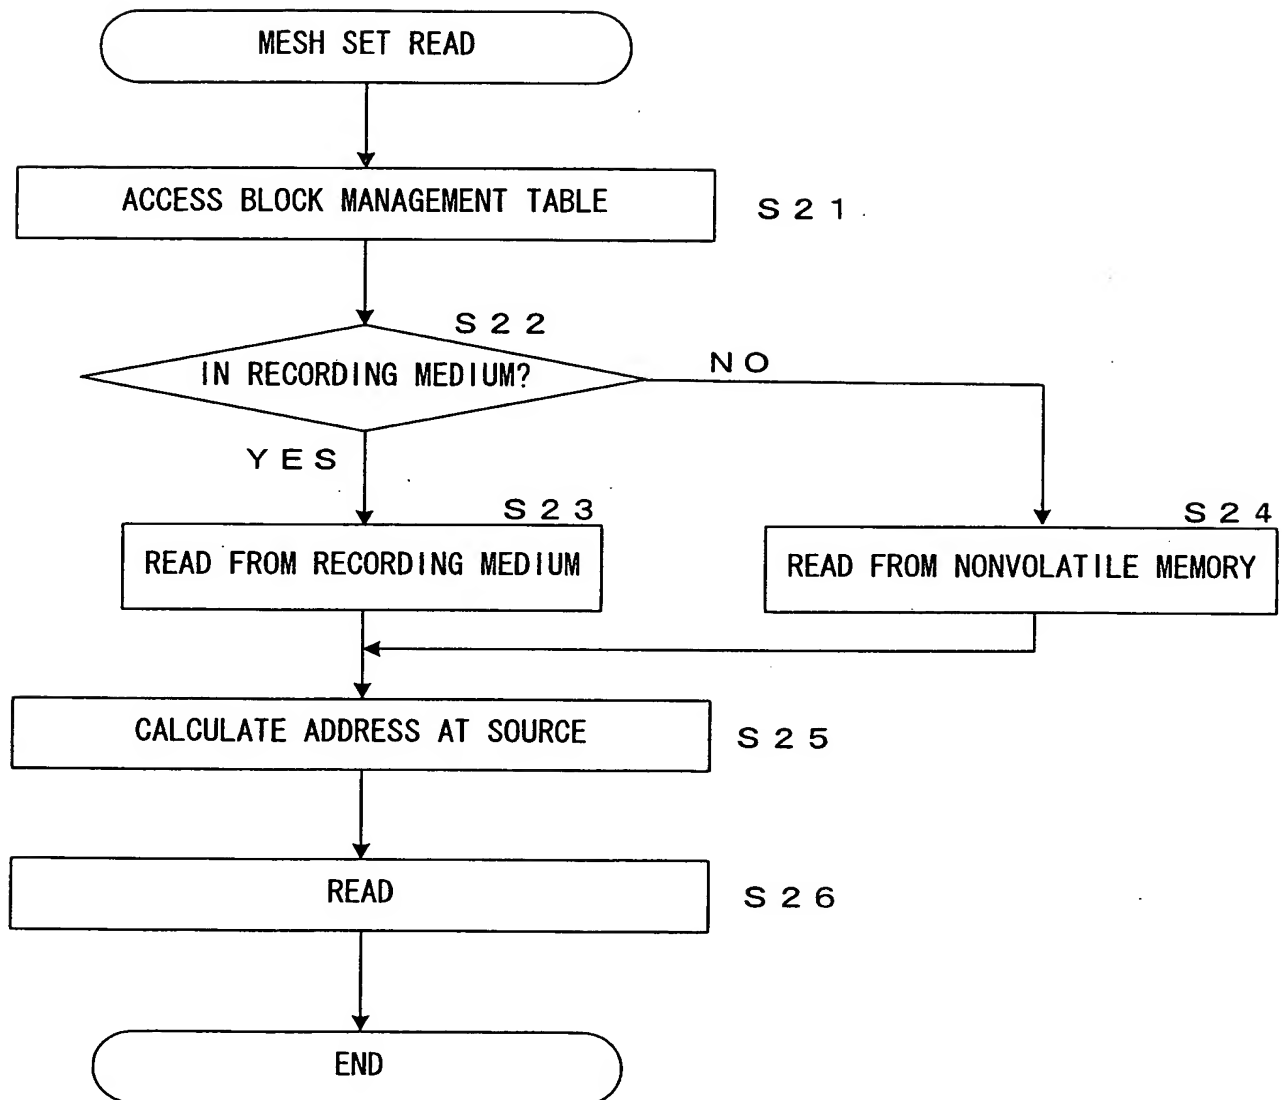 MESH SET READ
ACCESS BLOCK MANAGEMENT TABLE
S21
S22
IN RECORDING MEDIUM?
NO
YES
S23
READ FROM RECORDING MEDIUM
S24
READ FROM NONVOLATILE MEMORY
CALCULATE ADDRESS AT SOURCE
S25
READ
S26
END